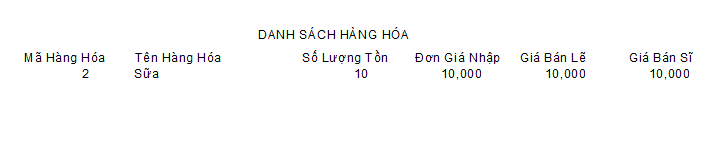 DANH SÁCH HÀNG HÓA
Mã Hàng Hóa Tên Hàng Hóa Số Lượng Tồn Đơn Giá Nhập Giá Bán Lẽ Giá Bán Sĩ
2 Sữa 10 10,000 10,000 10,000